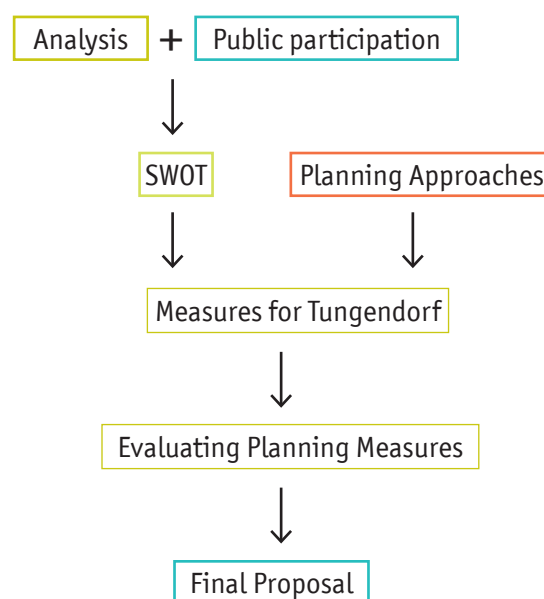 Analysis + Public participation
SWOT
Planning Approaches
Measures for Tungendorf
Evaluating Planning Measures
Final Proposal